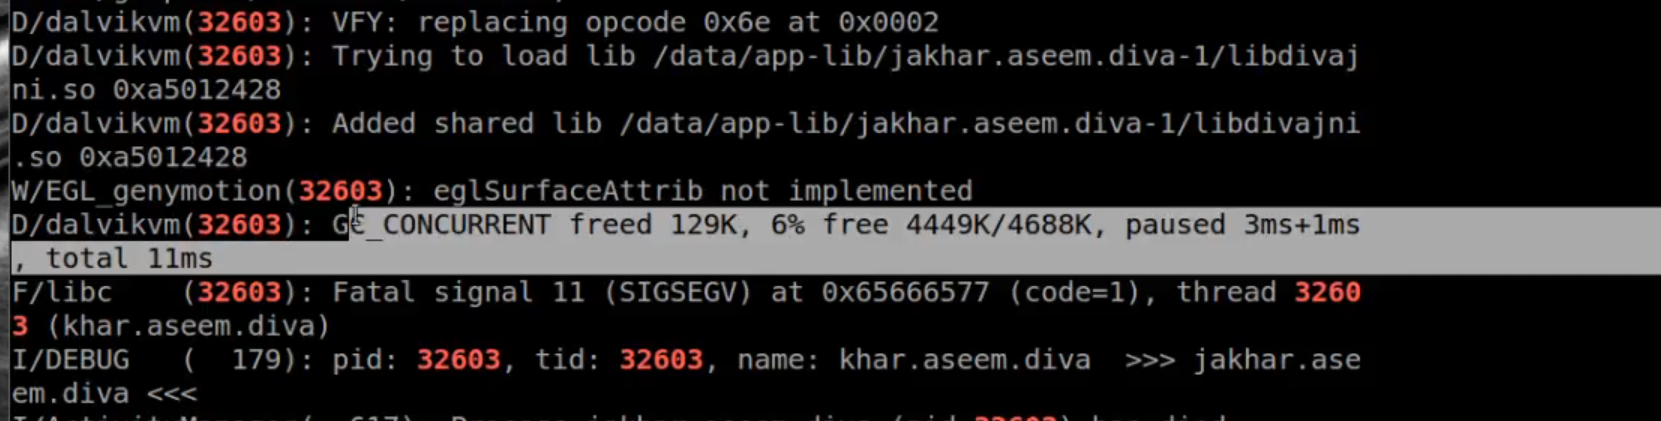 D/dalvikvm(32603): VFY: replacing opcode 0x6e at 0x0002
D/dalvikvm(32603): Trying to load lib /data/app-lib/jakhar.aseem.diva-1/libdivaj
ni.so 0xa5012428
D/dalvikvm(32603): Added shared lib /data/app-lib/jakhar.aseem.diva-1/libdivajni
.so 0xa5012428
W/EGL_genymotion(32603): eglSurfaceAttrib not implemented
D/dalvikvm(32603): GC_CONCURRENT freed 129K, 6% free 4449K/4688K, paused 3ms+1ms
, total 11ms
F/libc    (32603): Fatal signal 11 (SIGSEGV) at 0x65666577 (code=1), thread 3260
3 (khar.aseem.diva)
I/DEBUG   (  179): pid: 32603, tid: 32603, name: khar.aseem.diva  >>> jakhar.ase
em.diva <<<